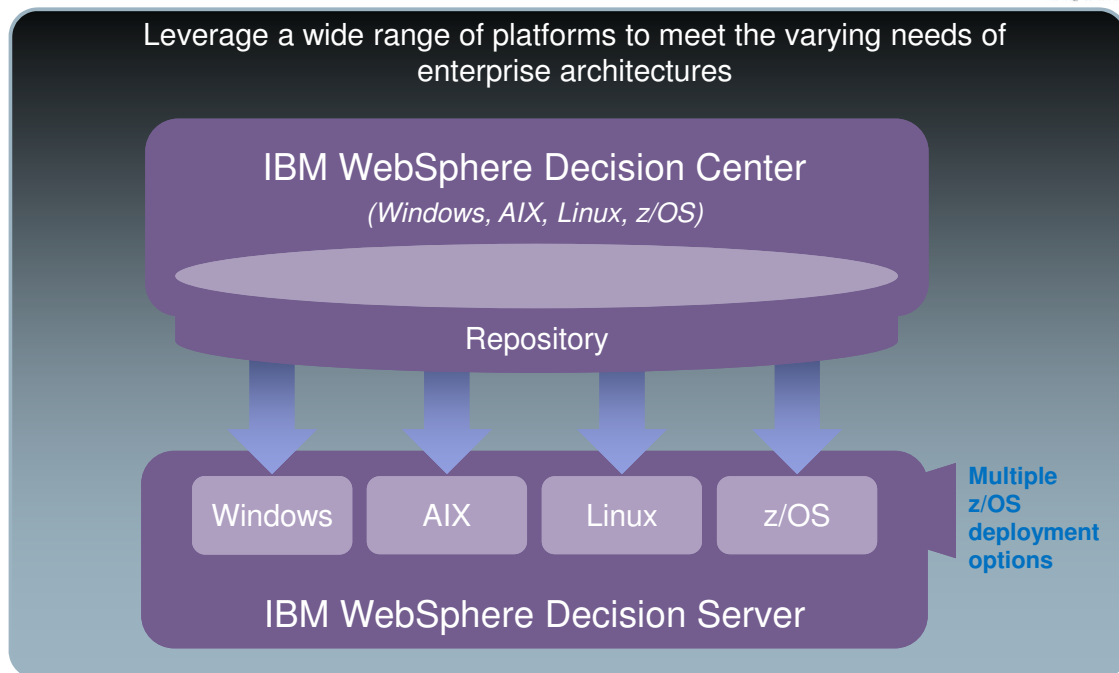 Leverage a wide range of platforms to meet the varying needs of
enterprise architectures
IBM WebSphere Decision Center
(Windows, AIX, Linux, z/OS)
Repository
Windows
AIX
Linux
z/OS
Multiple
z/OS
deployment
options
IBM WebSphere Decision Server